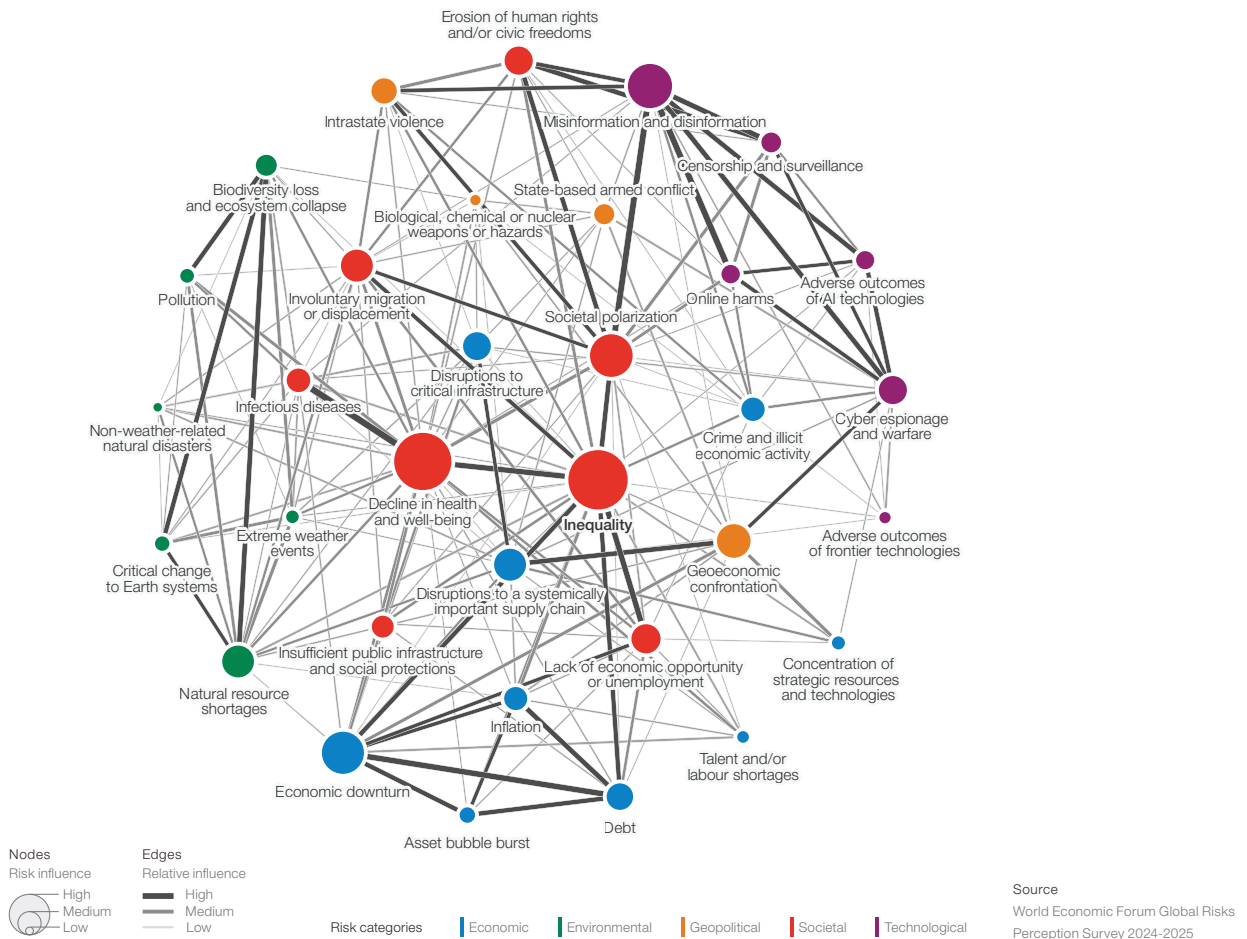 Erosion of human rights
and/or civic freedoms
Intrastate violence
Misinformation and disinformation
Censorship and surveillance
Biodiversity loss
and ecosystem collapse
State-based armed conflict
Biological, chemical or nuclear
weapons or hazards
Pollution
Involuntary migration
or displacement
Online harms
Adverse outcomes
of AI technologies
Societal polarization
Disruptions to
critical infrastructure
Infectious diseases
Non-weather-related
natural disasters
Crime and illicit
economic activity
Cyber espionage
and warfare
Decline in health
and well-being
Inequality
Extreme weather
events
Adverse outcomes
of frontier technologies
Critical change
to Earth systems
Geoeconomic
confrontation
Disruptions to a systemically
important supply chain
Insufficient public infrastructure
and social protections
Lack of economic opportunity
or unemployment
Concentration of
strategic resources
and technologies
Natural resource
shortages
Inflation
Talent and/or
labour shortages
Economic downturn
Debt
Asset bubble burst
Nodes
Risk influence
High
Medium
Low
Edges
Relative influence
High
Medium
Low
Risk categories
Economic
Environmental
Geopolitical
Societal
Technological
Source
World Economic Forum Global Risks
Perception Survey 2024-2025